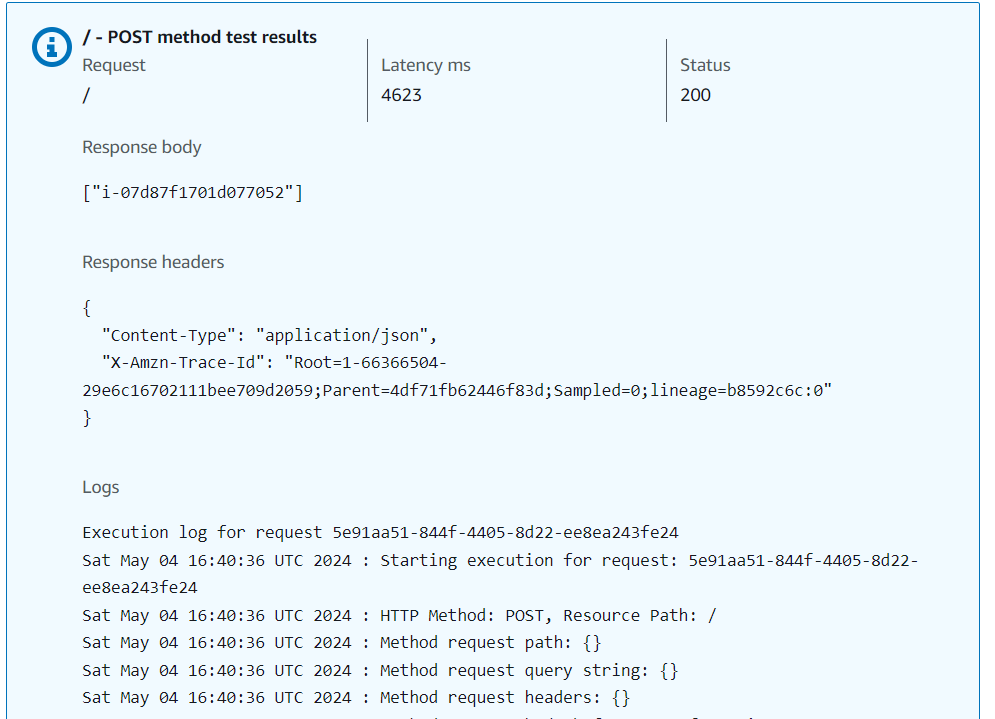 / - POST method test results
Request
Latency ms
Status
/
4623
200
Response body
["i-07d87f1701d077052"]
Response headers
{
"Content-Type": "application/json",
"X-Amzn-Trace-Id": "Root=1-66366504-
29e6c16702111bee709d2059;Parent=4df71fb62446f83d;Sampled=0;lineage=b8592c6c:0"
}
Logs
Execution log for request 5e91aa51-844f-4405-8d22-ee8ea243fe24
Sat May 04 16:40:36 UTC 2024 : Starting execution for request: 5e91aa51-844f-4405-8d22-
ee8ea243fe24
Sat May 04 16:40:36 UTC 2024 : HTTP Method: POST, Resource Path: /
Sat May 04 16:40:36 UTC 2024 : Method request path: {}
Sat May 04 16:40:36 UTC 2024 : Method request query string: {}
Sat May 04 16:40:36 UTC 2024 : Method request headers: {}